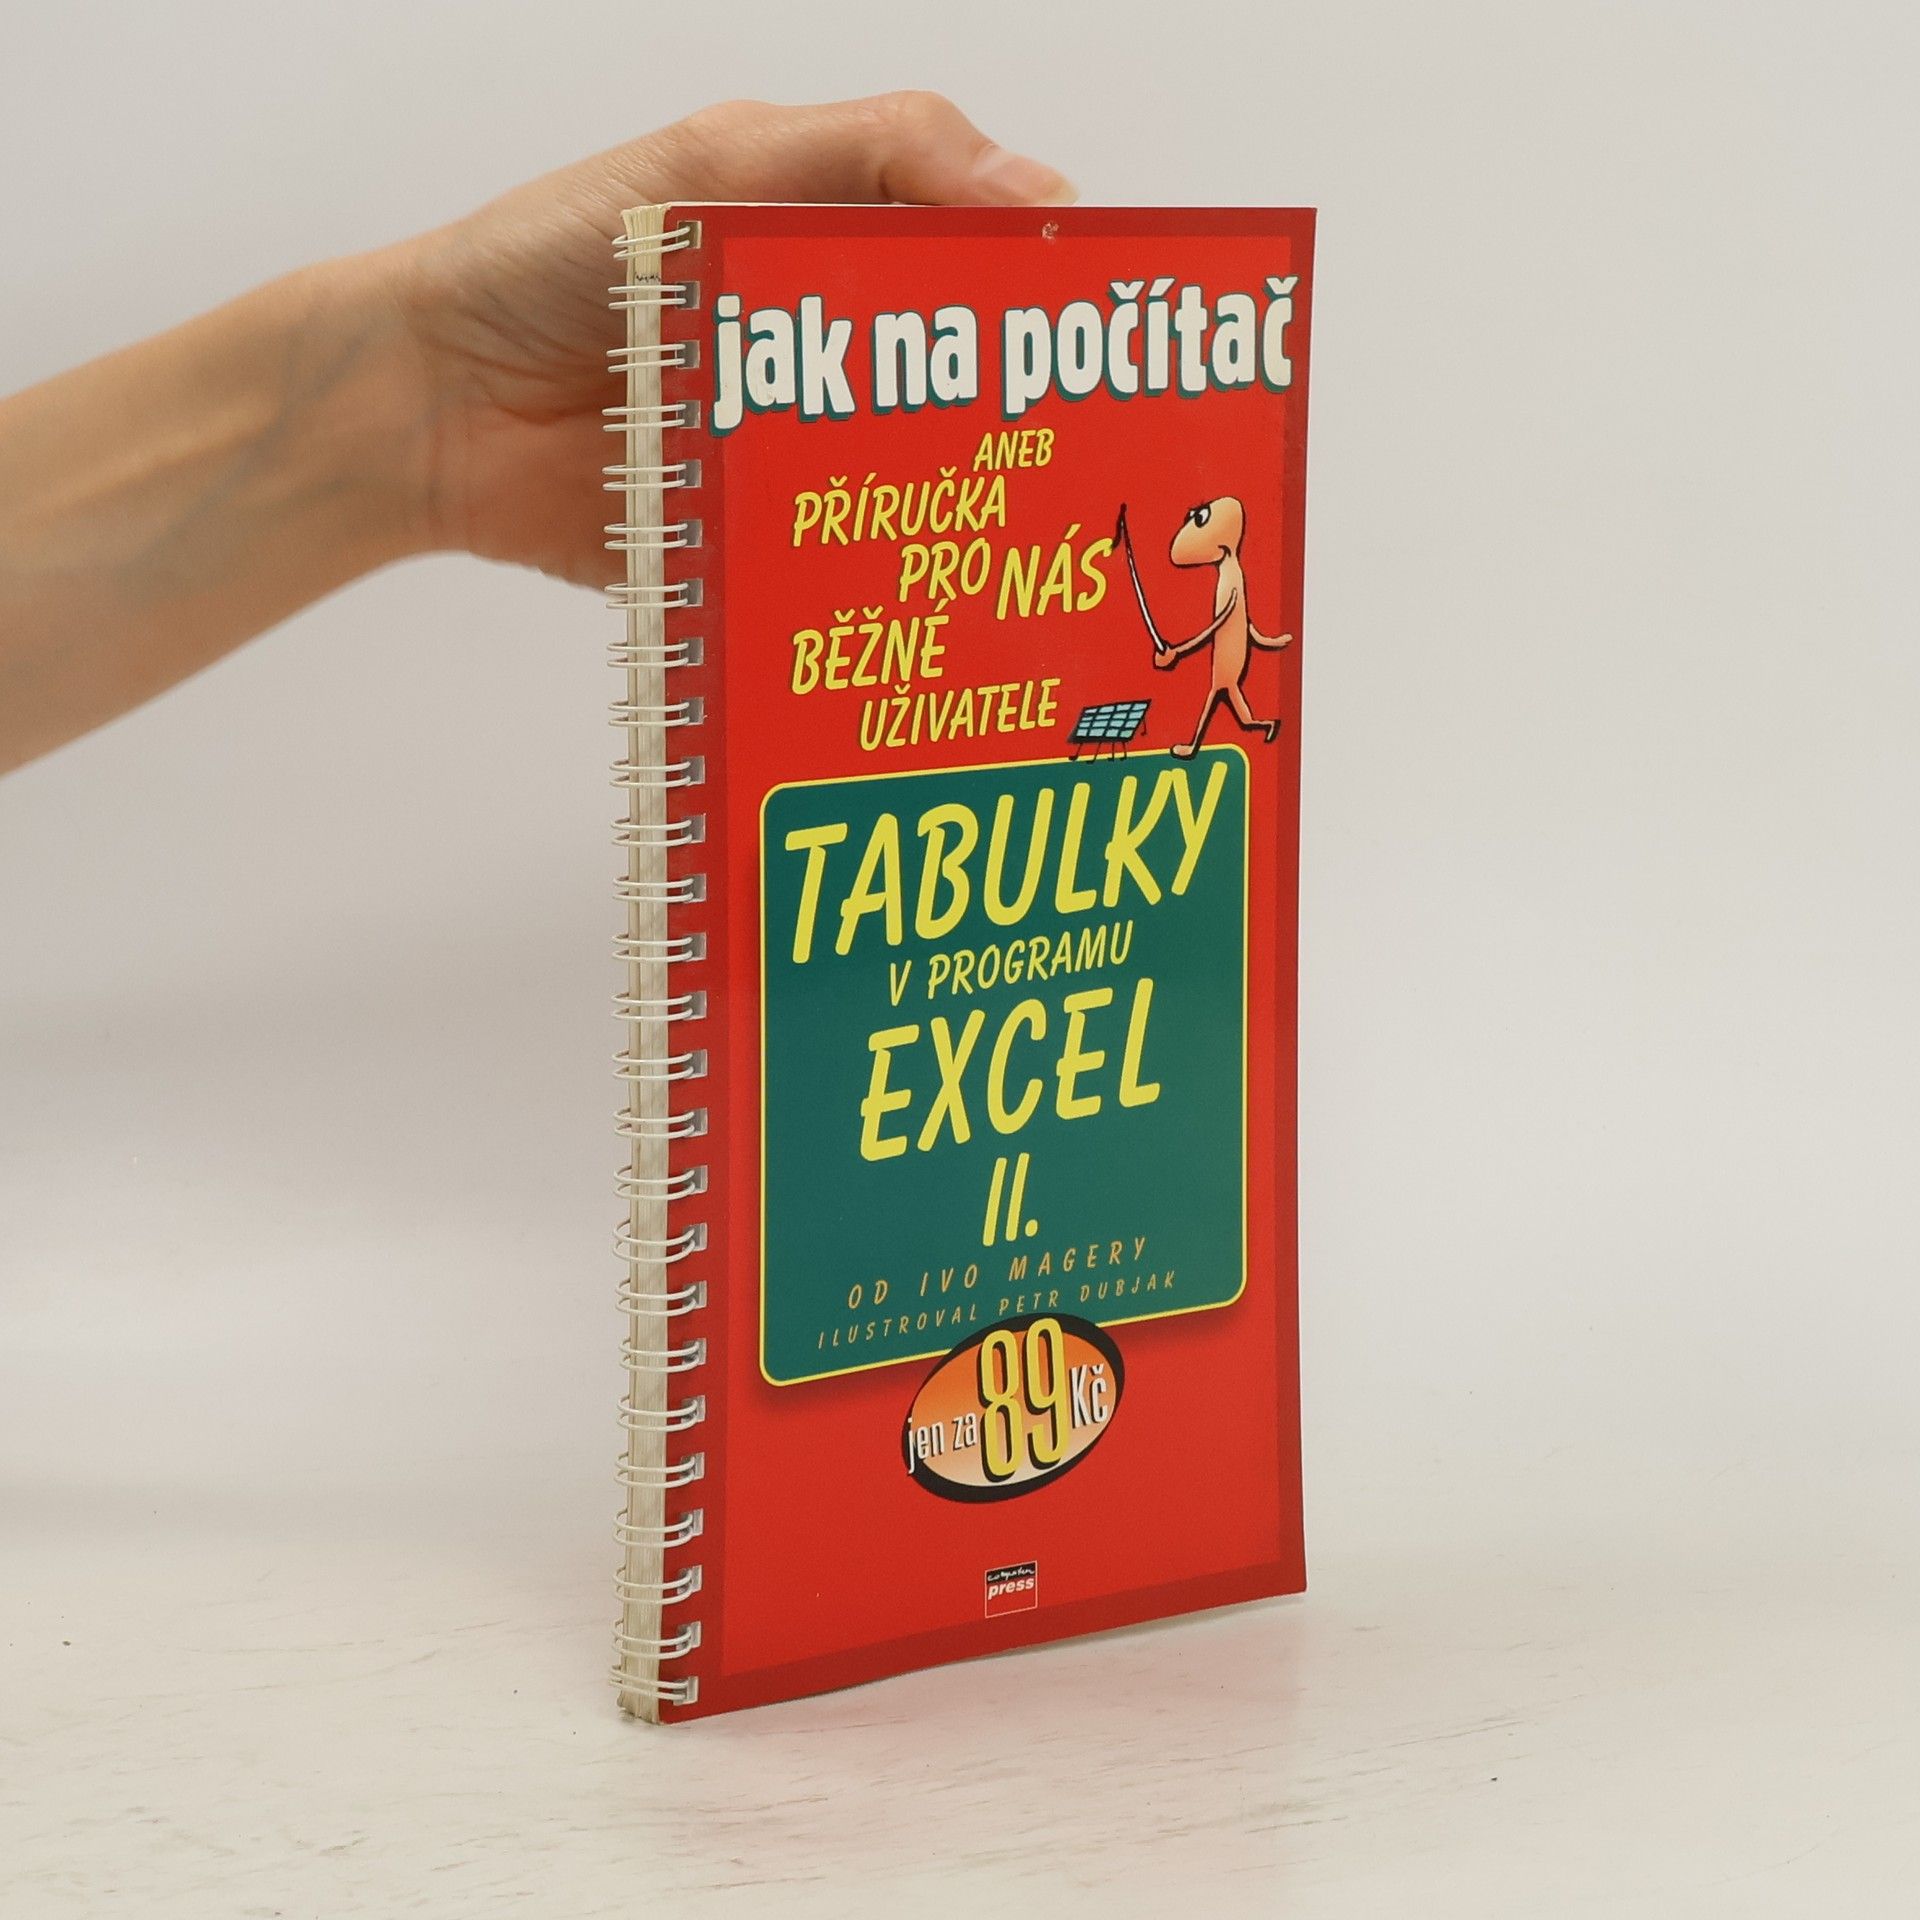 jak na počítač
ANEB
PŘÍRUČKA
PRO NÁS
BĚŽNÉ
UŽIVATELE
TABULKY
V PROGRAMU
EXCEL
II.
OD IVO MAGERY
ILUSTROVAL PETR DUBJAK
jen za 89 Kč
computer
press